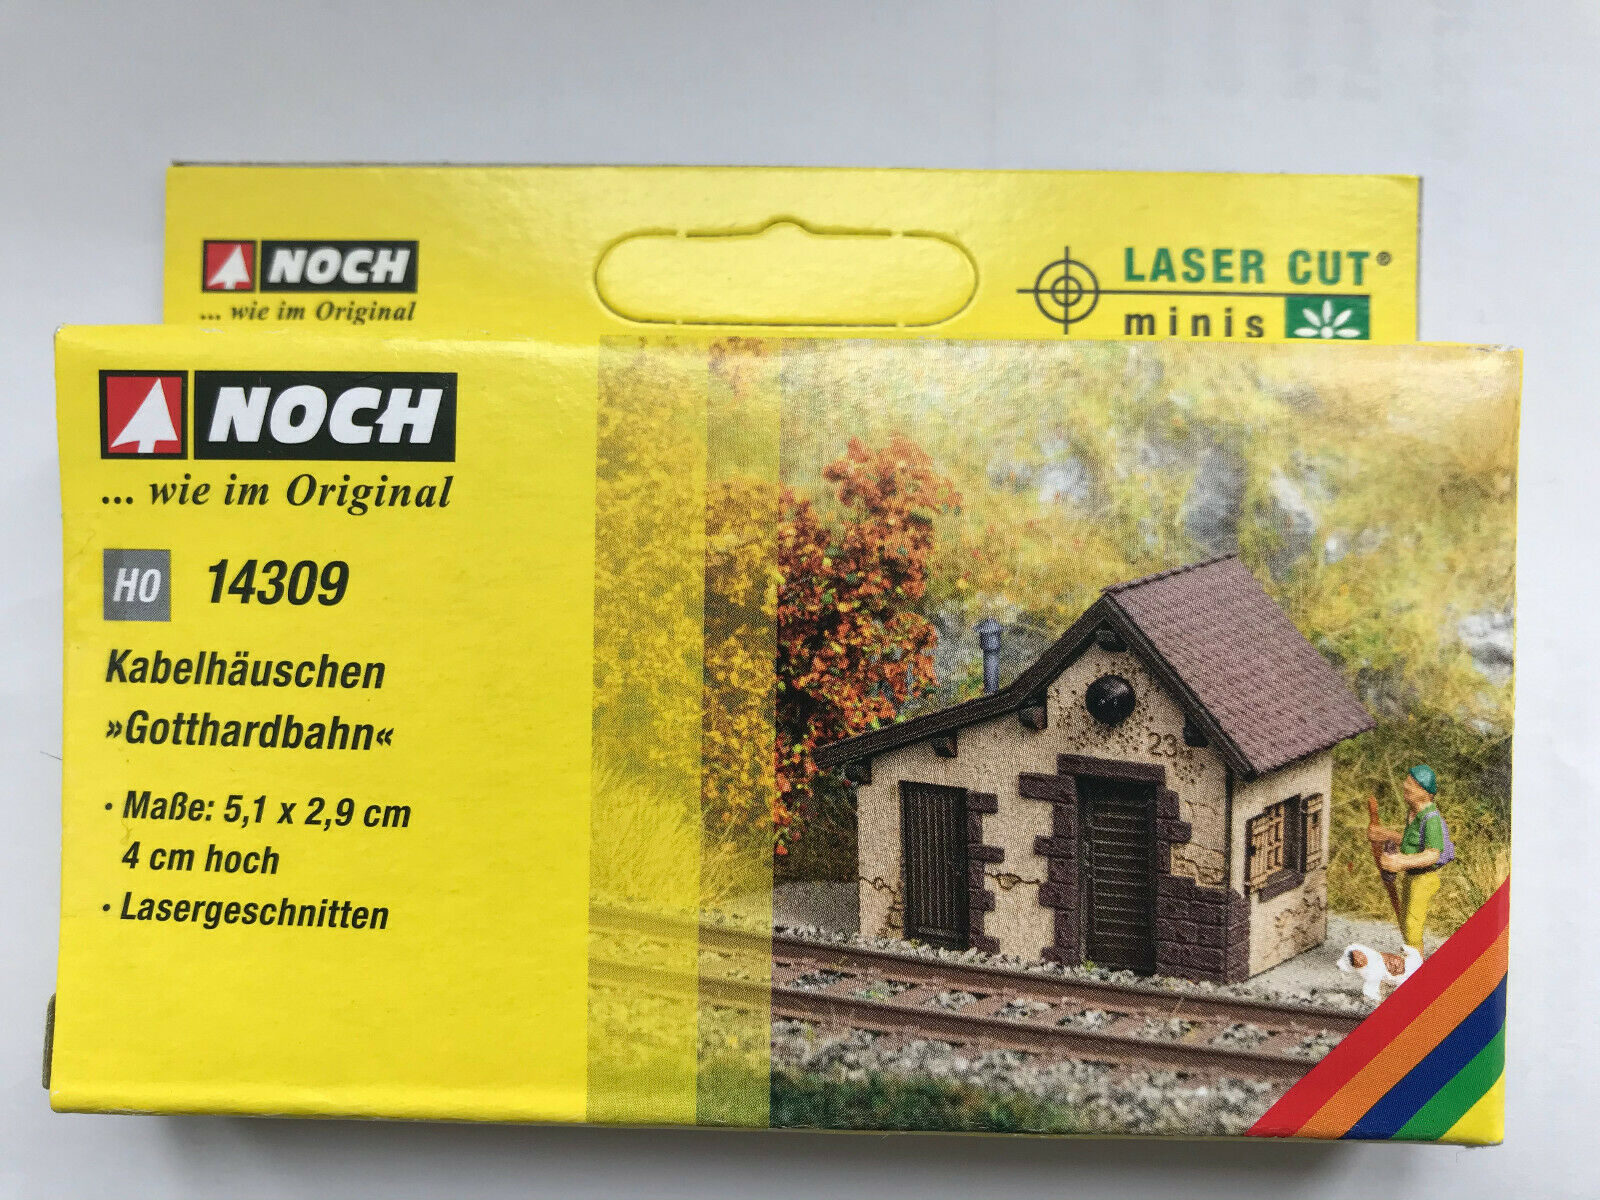 NOCH
... wie im Original
LASER CUT®
minis
NOCH
... wie im Original
H0 14309
Kabelhäuschen
»Gotthardbahn«
· Maße: 5,1 x 2,9 cm
4 cm hoch
· Lasergeschnitten
23